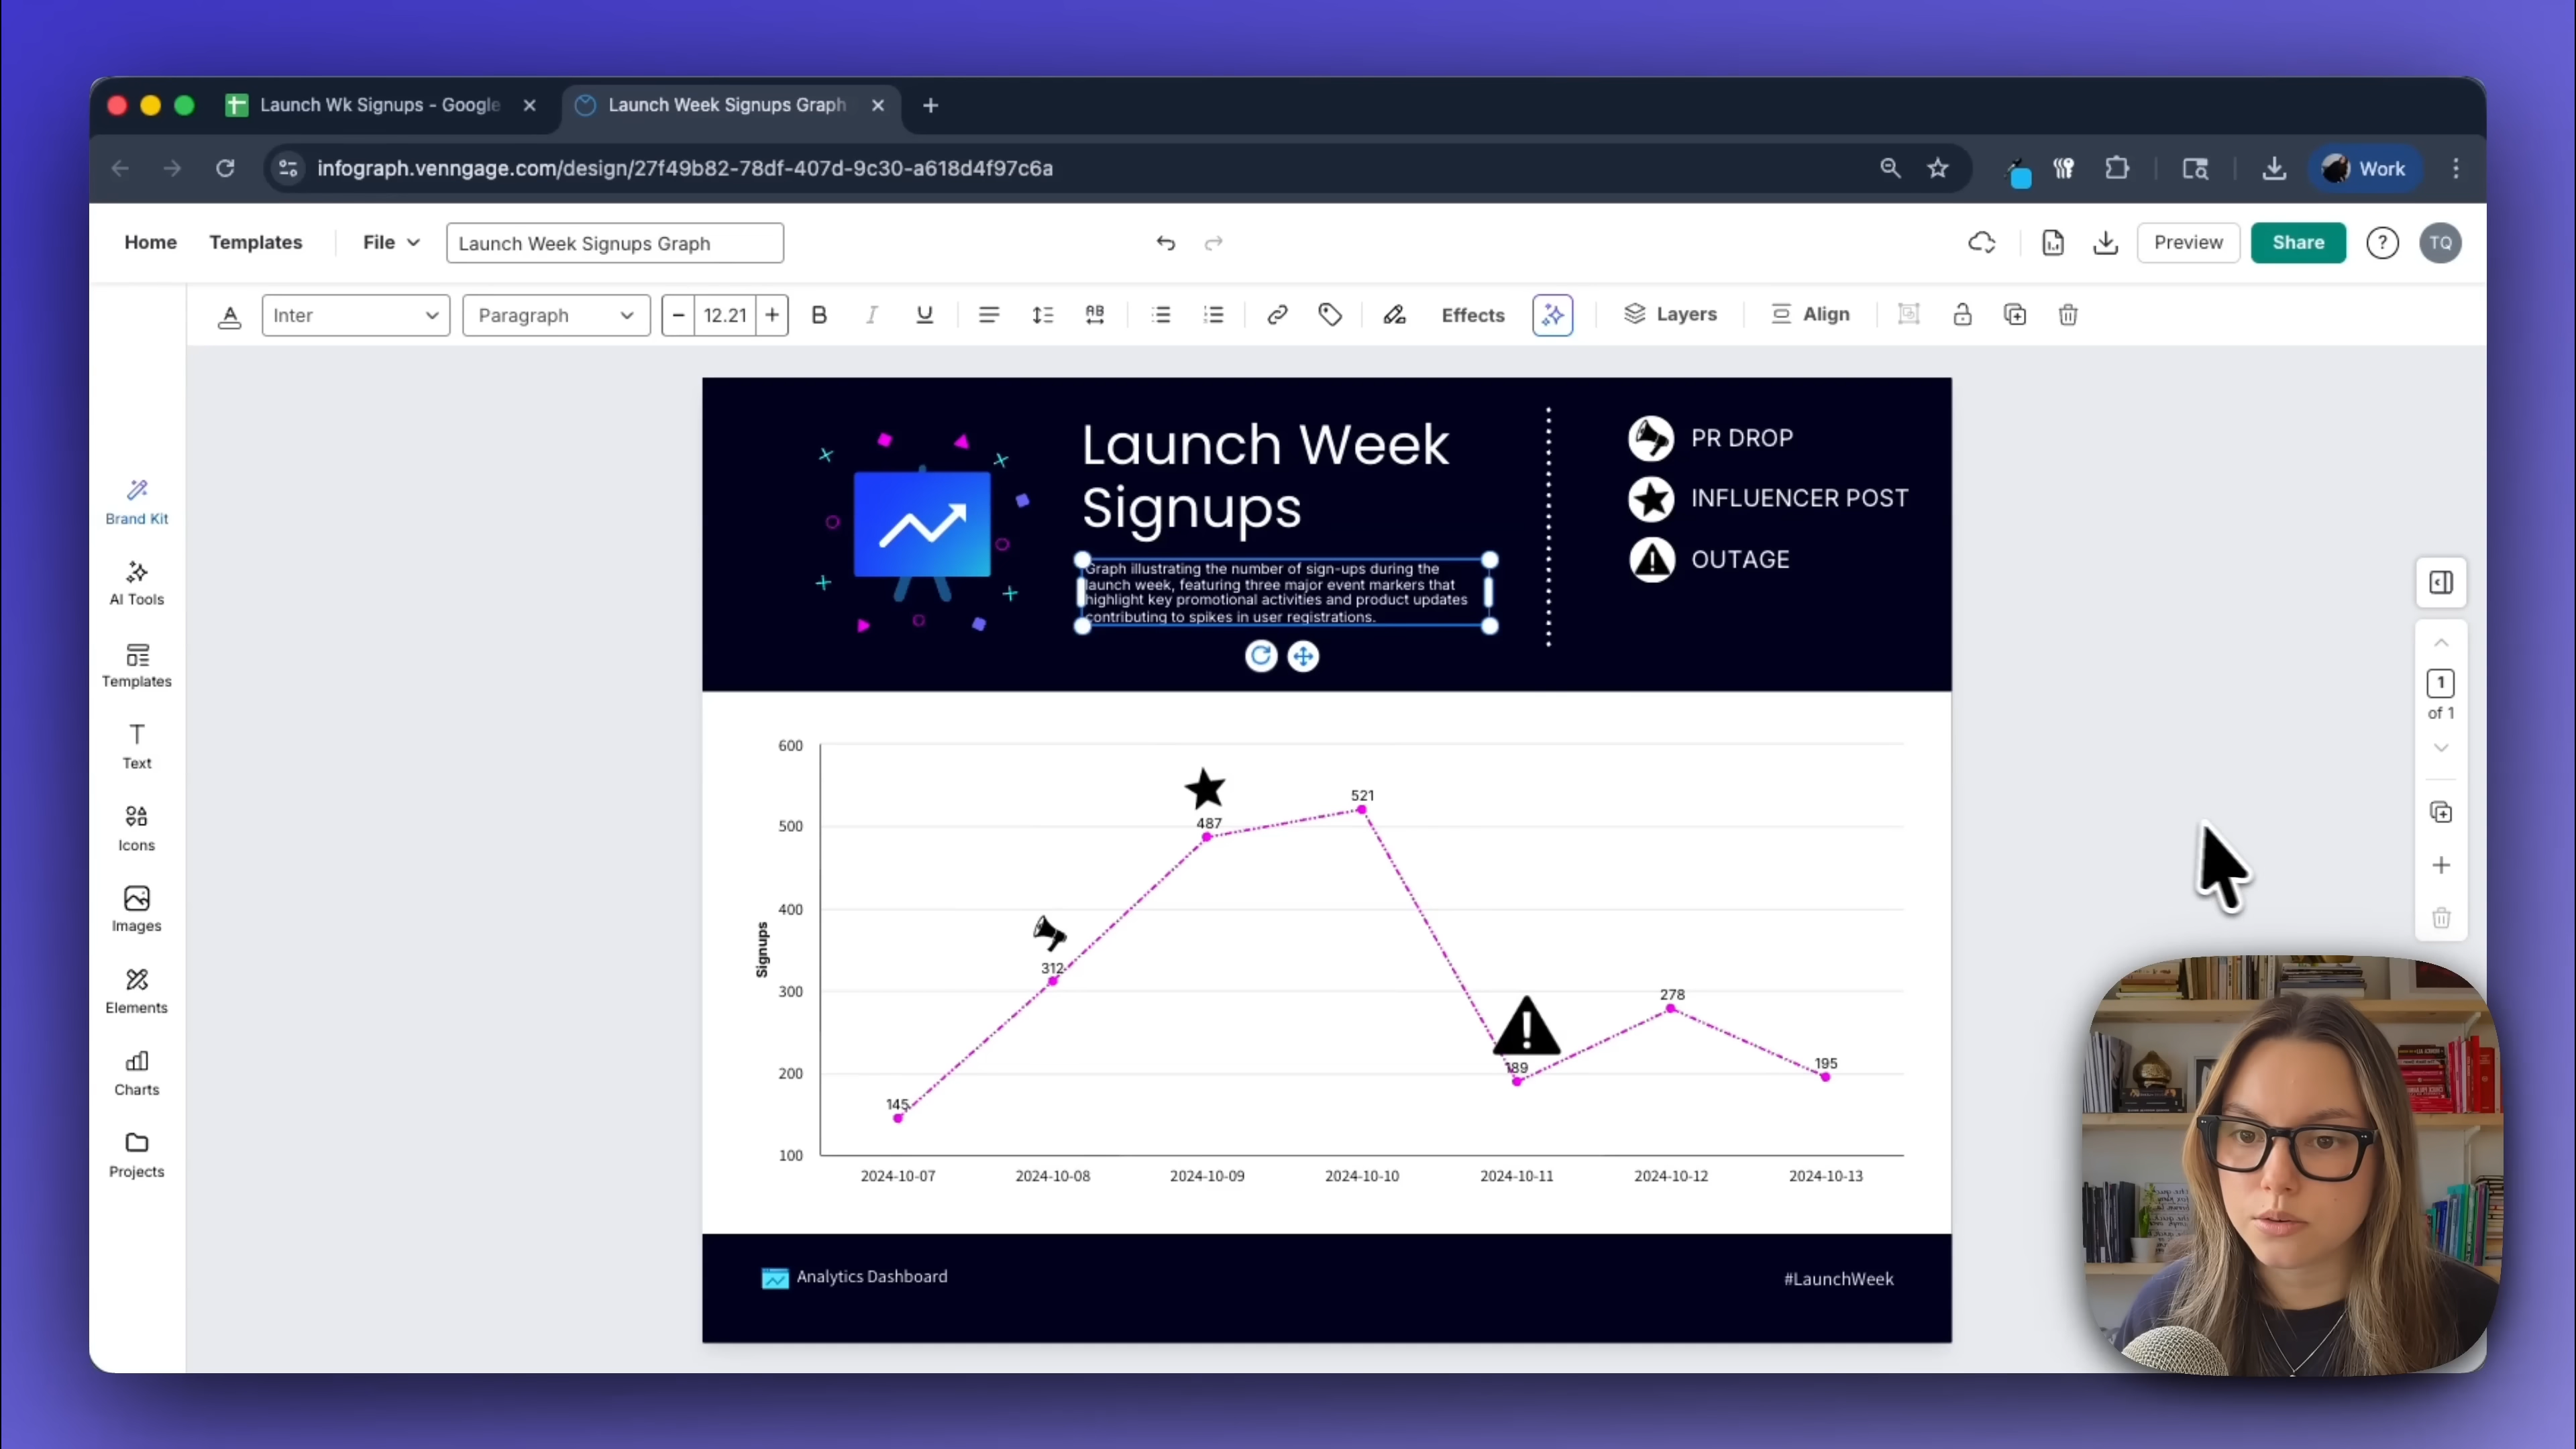 Launch Wk Signups - Google
Launch Week Signups Graph
infograph.venngage.com/design/27f49b82-78df-407d-9c30-a618d4f97c6a
Work
Home
Templates
File
Launch Week Signups Graph
Preview
Share
?
TQ
A
Inter
Paragraph
12.21
B
I
U
AB
Effects
Layers
Align
Brand Kit
AI Tools
Templates
Text
Icons
Images
Elements
Charts
Projects
Launch Week
Signups
Graph illustrating the number of sign-ups during the
launch week, featuring three major event markers that
highlight key promotional activities and product updates
contributing to spikes in user registrations.
PR DROP
INFLUENCER POST
OUTAGE
1
of 1
600
500
400
300
200
100
Signups
145
312
487
521
189
278
195
2024-10-07
2024-10-08
2024-10-09
2024-10-10
2024-10-11
2024-10-12
2024-10-13
Analytics Dashboard
#LaunchWeek